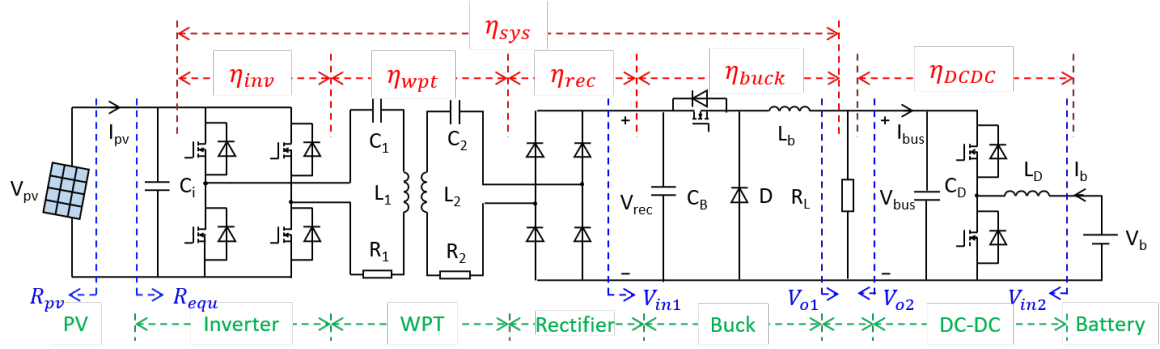 η_sys
η_inv η_wpt η_rec η_buck η_DCDC
I_pv C_1 C_2 + L_b + I_bus
V_pv C_i L_1 L_2 V_rec C_B D R_L V_bus C_D L_D I_b
R_1 R_2 V_b
− −
R_pv R_equ V_in1 V_o1 V_o2 V_in2
PV Inverter WPT Rectifier Buck DC-DC Battery